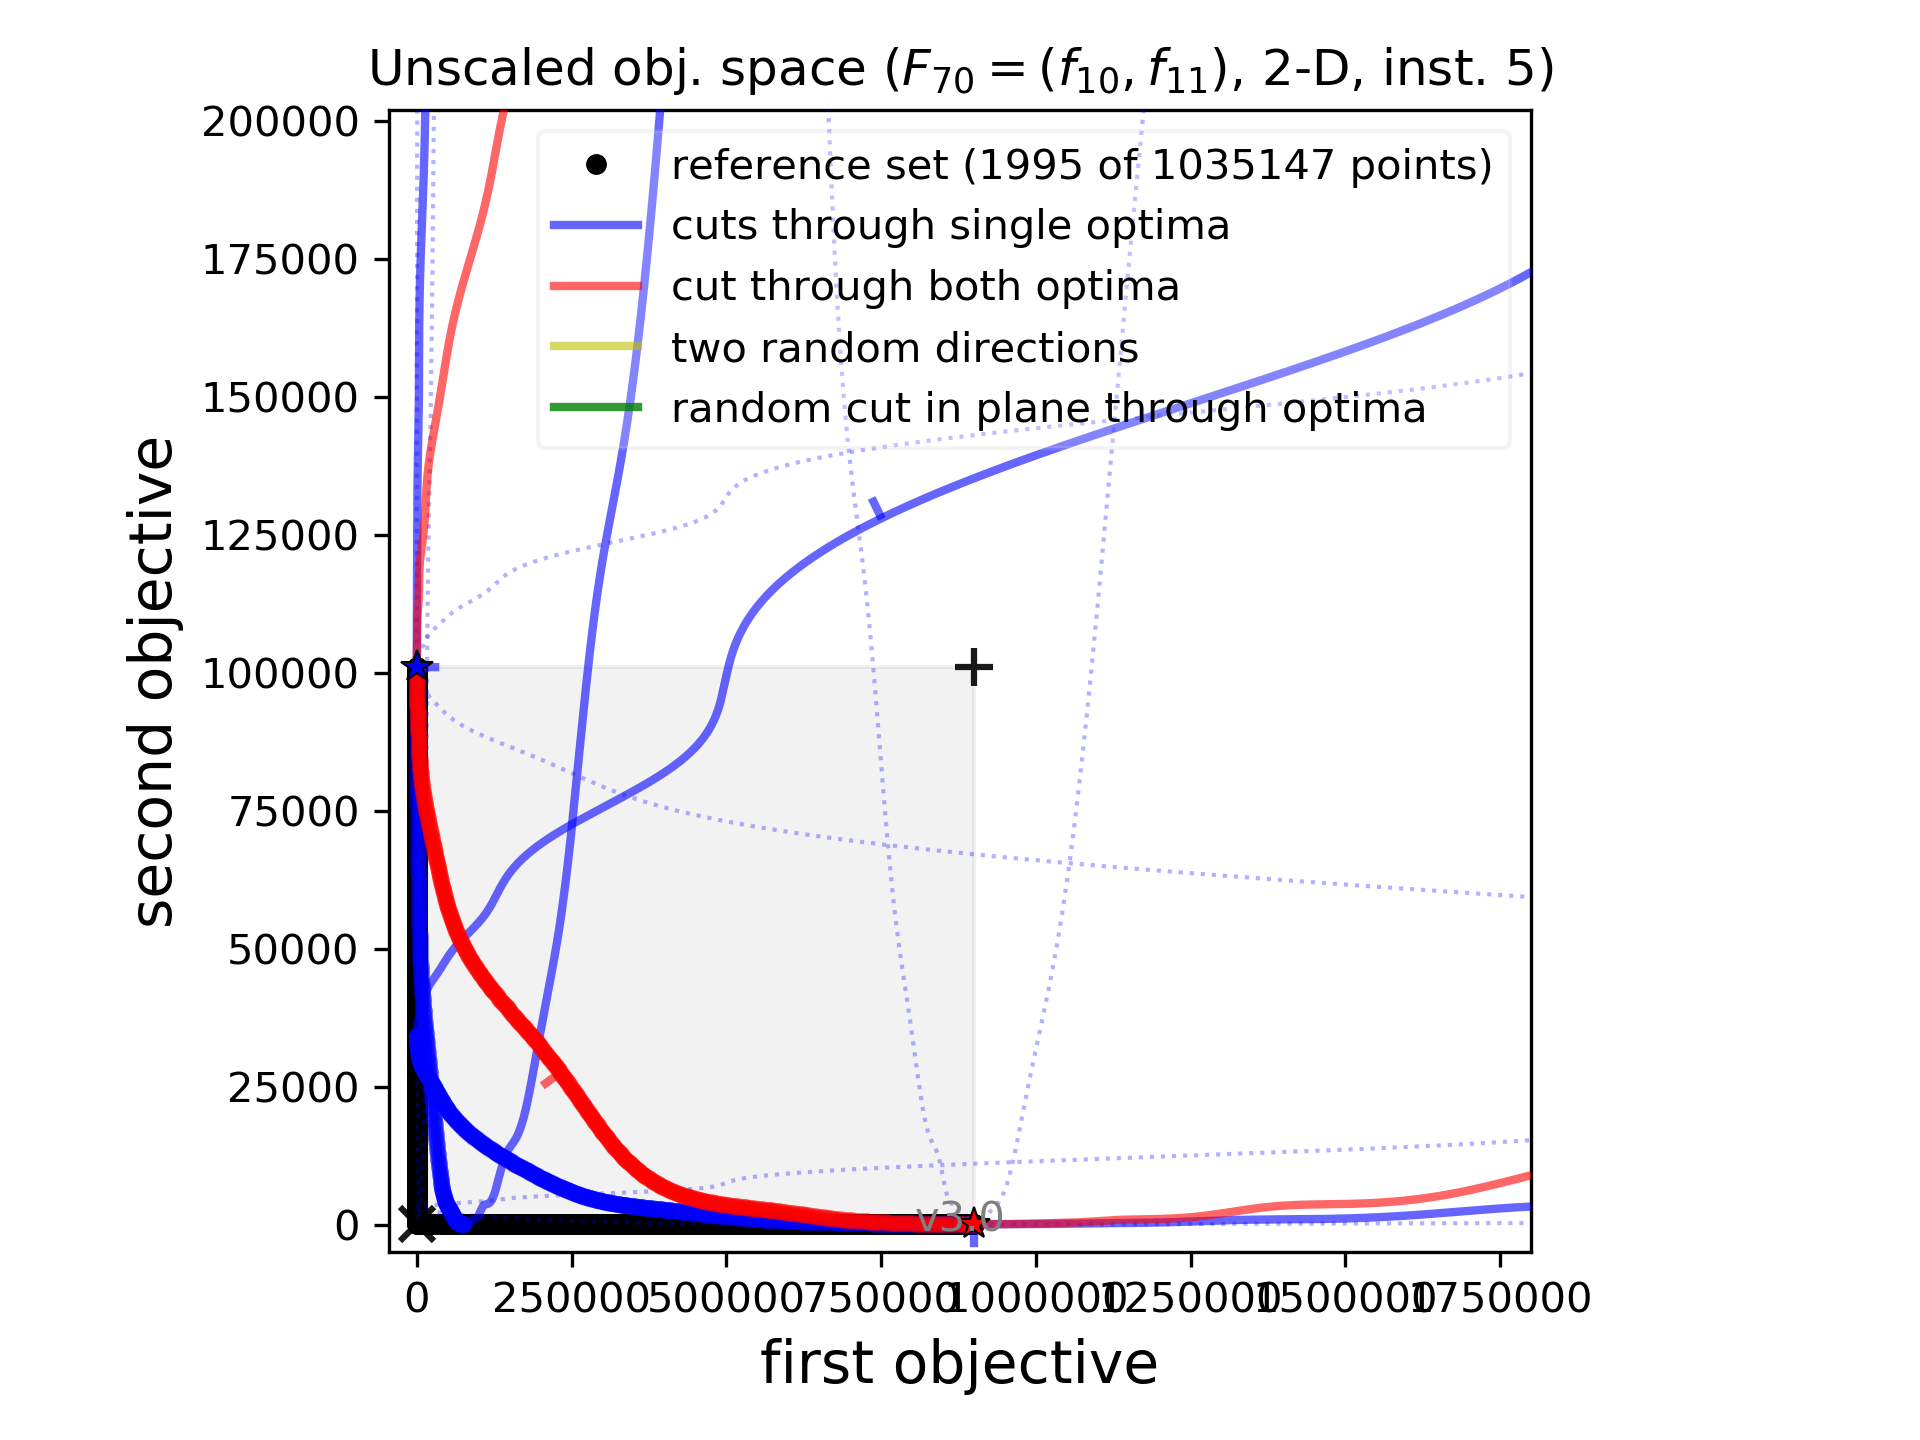 Unscaled obj. space (F₇₀ = (f₁₀, f₁₁), 2-D, inst. 5)
reference set (1995 of 1035147 points)
cuts through single optima
cut through both optima
two random directions
random cut in plane through optima
second objective
200000
175000
150000
125000
100000
75000
50000
25000
0
v3.0
0 250000 500000 750000 1000000 1250000 1500000 1750000
first objective